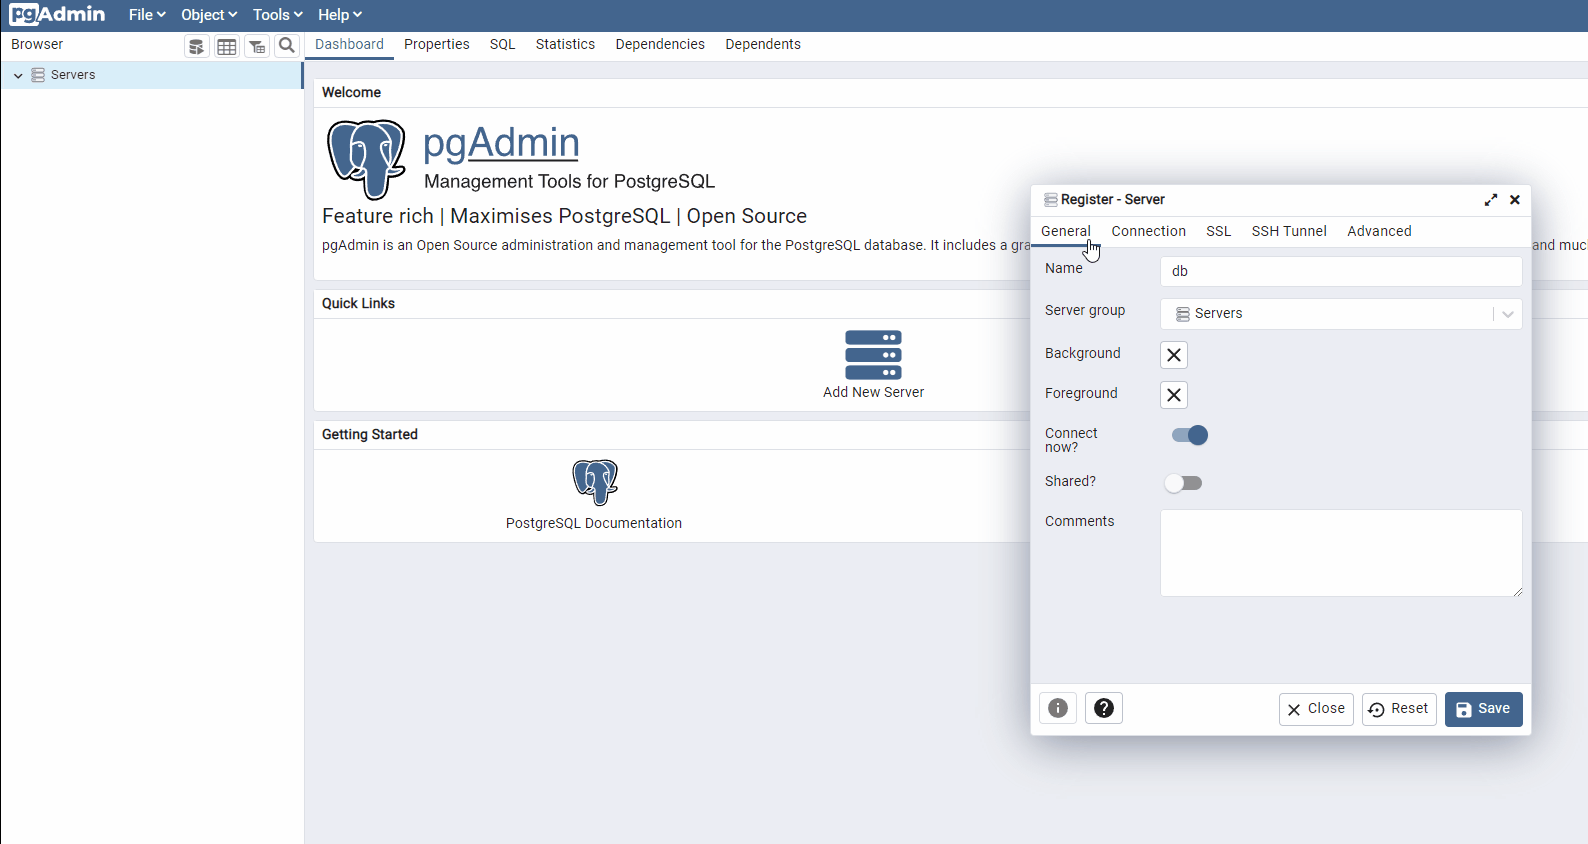 pgAdmin File Object Tools Help
Browser
Dashboard Properties SQL Statistics Dependencies Dependents
Servers
Welcome
pgAdmin
Management Tools for PostgreSQL
Feature rich | Maximises PostgreSQL | Open Source
pgAdmin is an Open Source administration and management tool for the PostgreSQL database. It includes a gra
and muc
Quick Links
Add New Server
Getting Started
PostgreSQL Documentation
Register - Server
General Connection SSL SSH Tunnel Advanced
Name db
Server group Servers
Background
Foreground
Connect
now?
Shared?
Comments
Close Reset Save